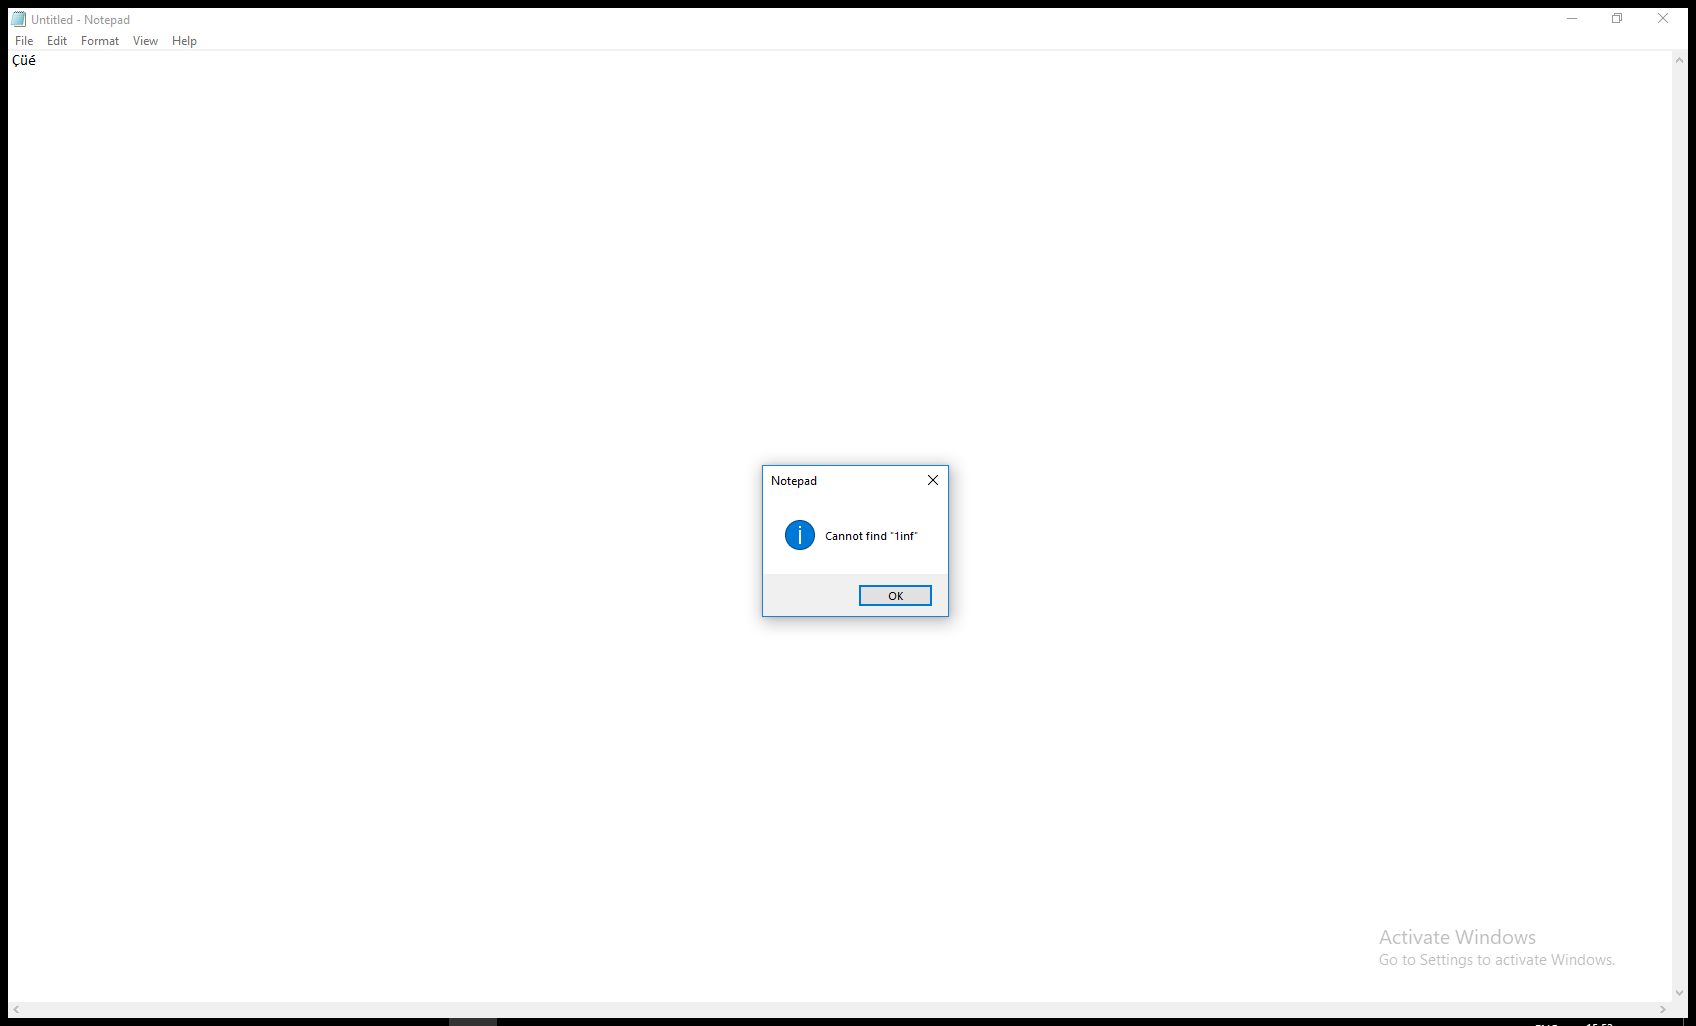 Untitled - Notepad
File Edit Format View Help
Çüé
Notepad
Cannot find "1inf"
OK
Activate Windows
Go to Settings to activate Windows.